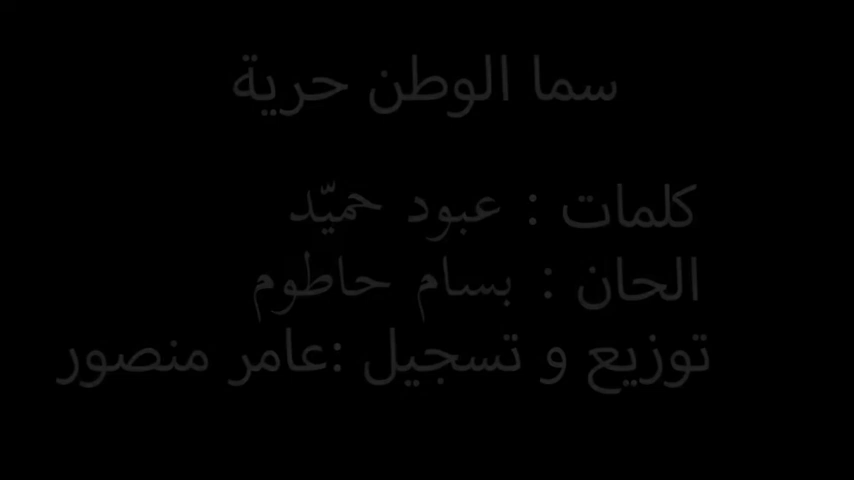 سما الوطن حرية
كلمات : عبود حميّد
الحان : بسام حاطوم
توزيع و تسجيل :عامر منصور